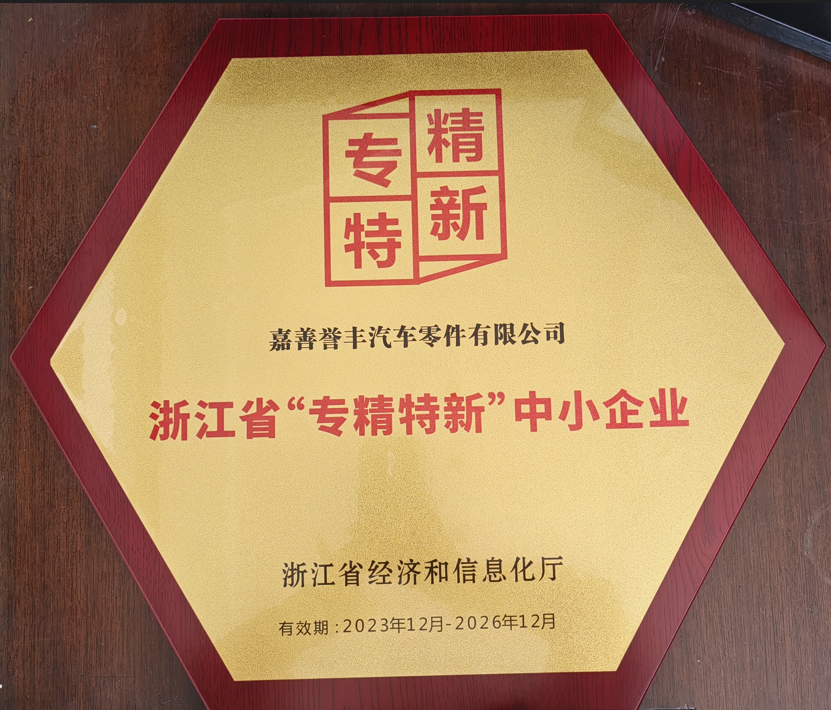 专精
特新
嘉善誉丰汽车零件有限公司
浙江省“专精特新”中小企业
浙江省经济和信息化厅
有效期:2023年12月-2026年12月